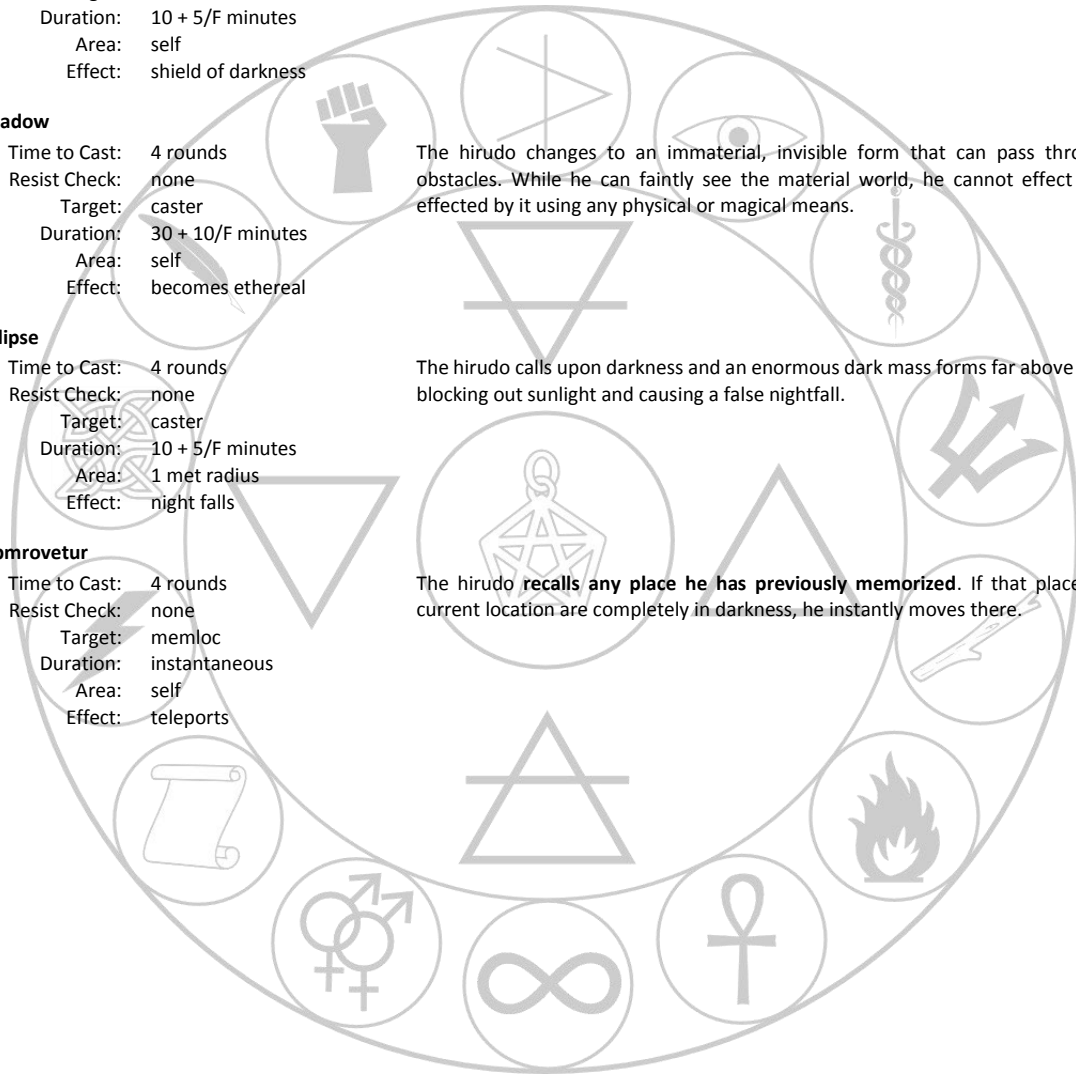 Duration: 10 + 5/F minutes
Area: self
Effect: shield of darkness
adow
Time to Cast: 4 rounds
Resist Check: none
Target: caster
Duration: 30 + 10/F minutes
Area: self
Effect: becomes ethereal
The hirudo changes to an immaterial, invisible form that can pass thro
obstacles. While he can faintly see the material world, he cannot effect
effected by it using any physical or magical means.
lipse
Time to Cast: 4 rounds
Resist Check: none
Target: caster
Duration: 10 + 5/F minutes
Area: 1 met radius
Effect: night falls
The hirudo calls upon darkness and an enormous dark mass forms far above
blocking out sunlight and causing a false nightfall.
omrovetur
Time to Cast: 4 rounds
Resist Check: none
Target: memloc
Duration: instantaneous
Area: self
Effect: teleports
The hirudo recalls any place he has previously memorized. If that place
current location are completely in darkness, he instantly moves there.